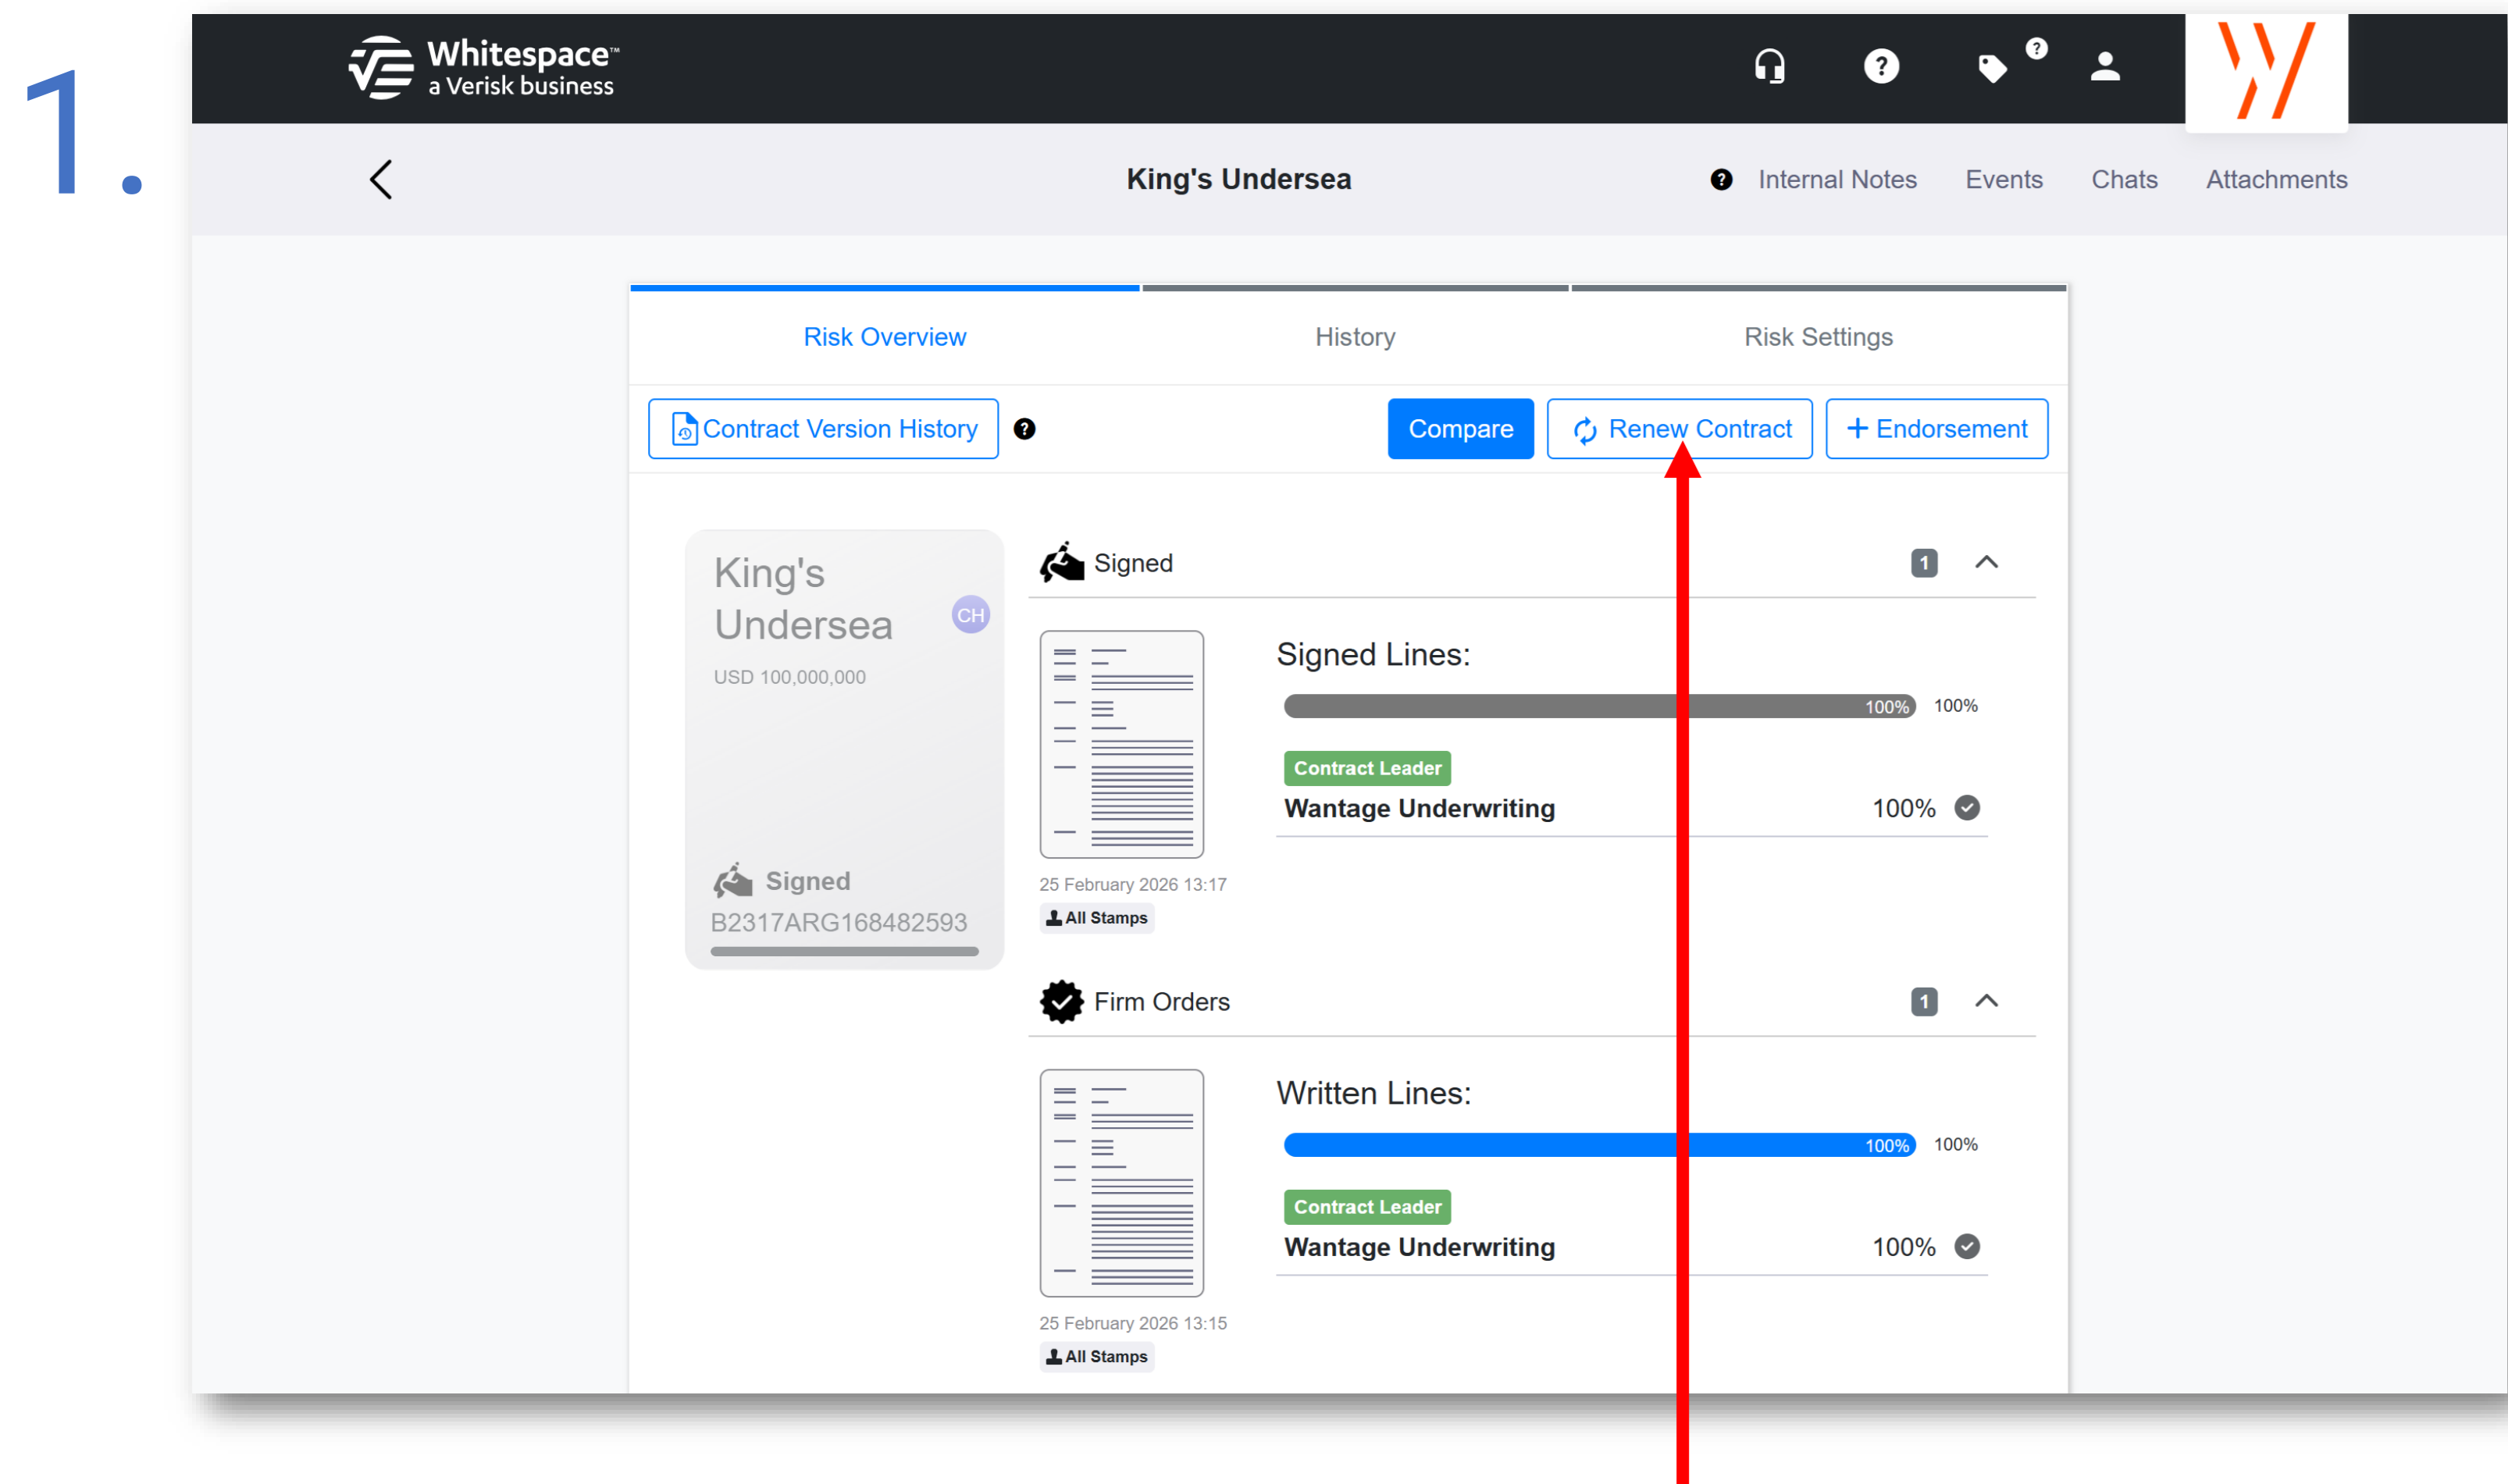 1.
Whitespace™
a Verisk business
?
?
King's Undersea
? Internal Notes Events Chats Attachments
Risk Overview History Risk Settings
Contract Version History ? Compare Renew Contract + Endorsement
King's
Undersea
CH
USD 100,000,000
Signed
B2317ARG168482593
Signed 1
Signed Lines:
100% 100%
Contract Leader
Wantage Underwriting 100%
25 February 2026 13:17
All Stamps
Firm Orders 1
Written Lines:
100% 100%
Contract Leader
Wantage Underwriting 100%
25 February 2026 13:15
All Stamps